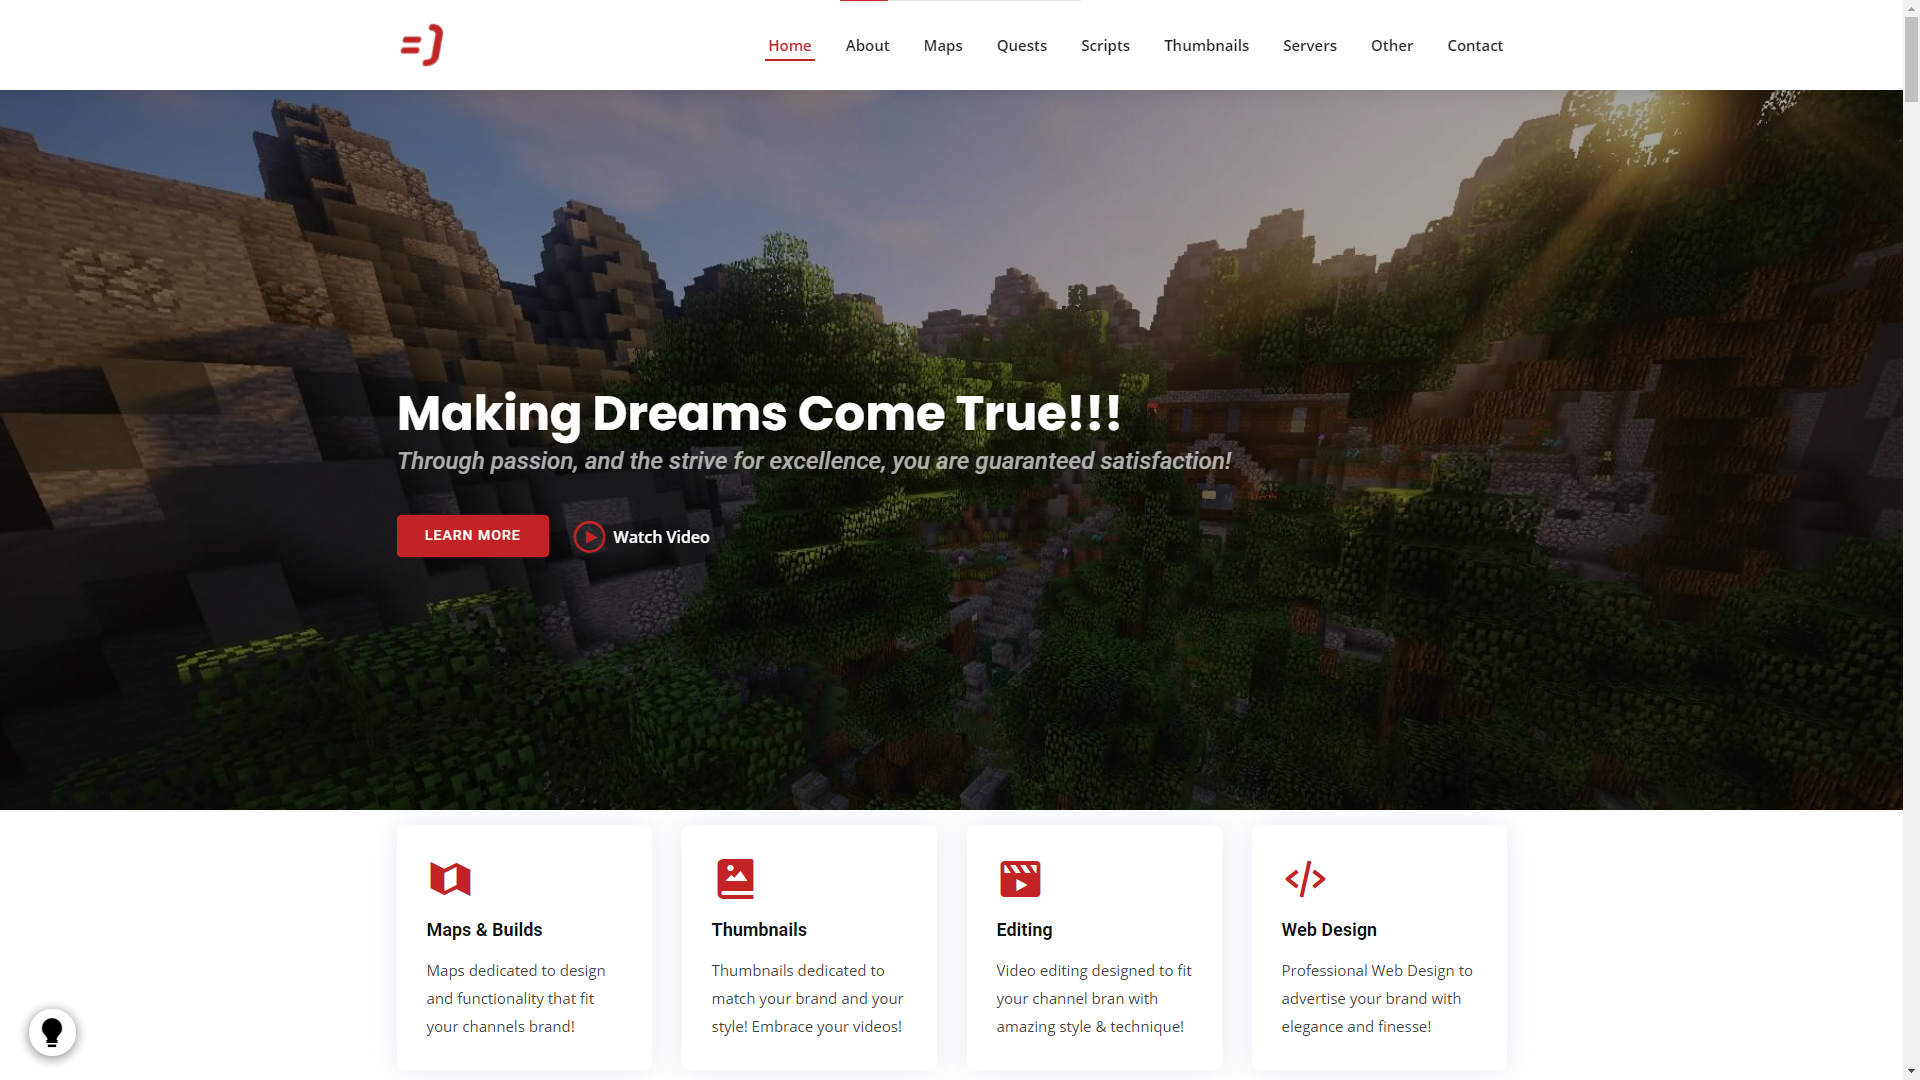 =J
Home About Maps Quests Scripts Thumbnails Servers Other Contact
Making Dreams Come True!!!
Through passion, and the strive for excellence, you are guaranteed satisfaction!
LEARN MORE
Watch Video
Maps & Builds
Maps dedicated to design
and functionality that fit
your channels brand!
Thumbnails
Thumbnails dedicated to
match your brand and your
style! Embrace your videos!
Editing
Video editing designed to fit
your channel bran with
amazing style & technique!
Web Design
Professional Web Design to
advertise your brand with
elegance and finesse!